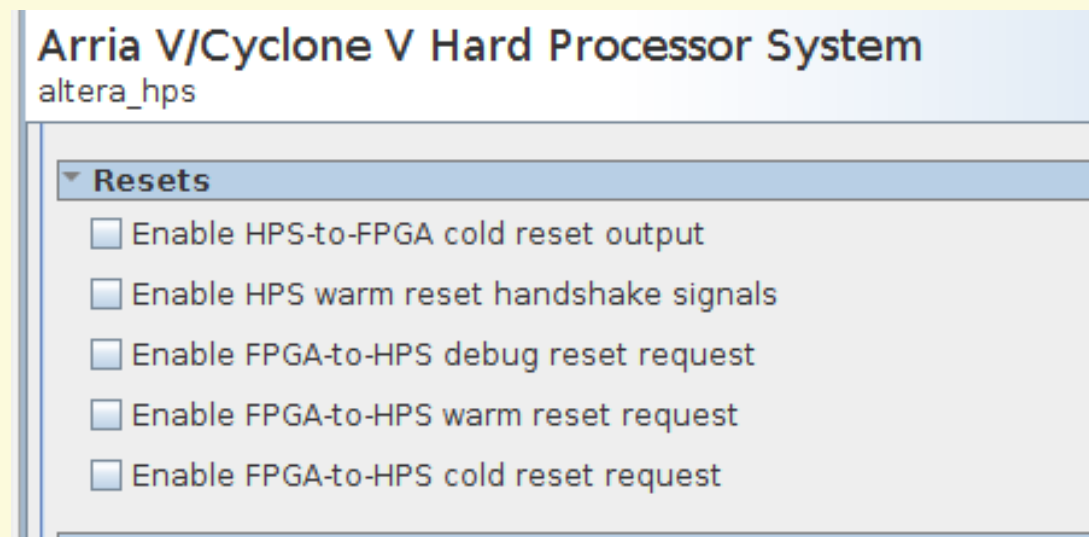 Arria V/Cyclone V Hard Processor System
altera_hps
Resets
Enable HPS-to-FPGA cold reset output
Enable HPS warm reset handshake signals
Enable FPGA-to-HPS debug reset request
Enable FPGA-to-HPS warm reset request
Enable FPGA-to-HPS cold reset request